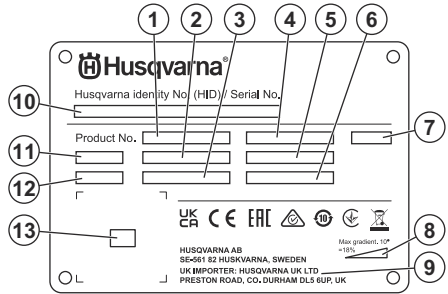 1
2
3
4
5
6
Husqvarna®
Husqvarna identity No. (HID) / Serial No.
10
Product No.
7
11
12
13
UK CA CE EAC 10
Max gradient. 10°
=18%
8
HUSQVARNA AB
SE-561 82 HUSKVARNA, SWEDEN
UK IMPORTER: HUSQVARNA UK LTD
9
PRESTON ROAD, CO. DURHAM DL5 6UP, UK